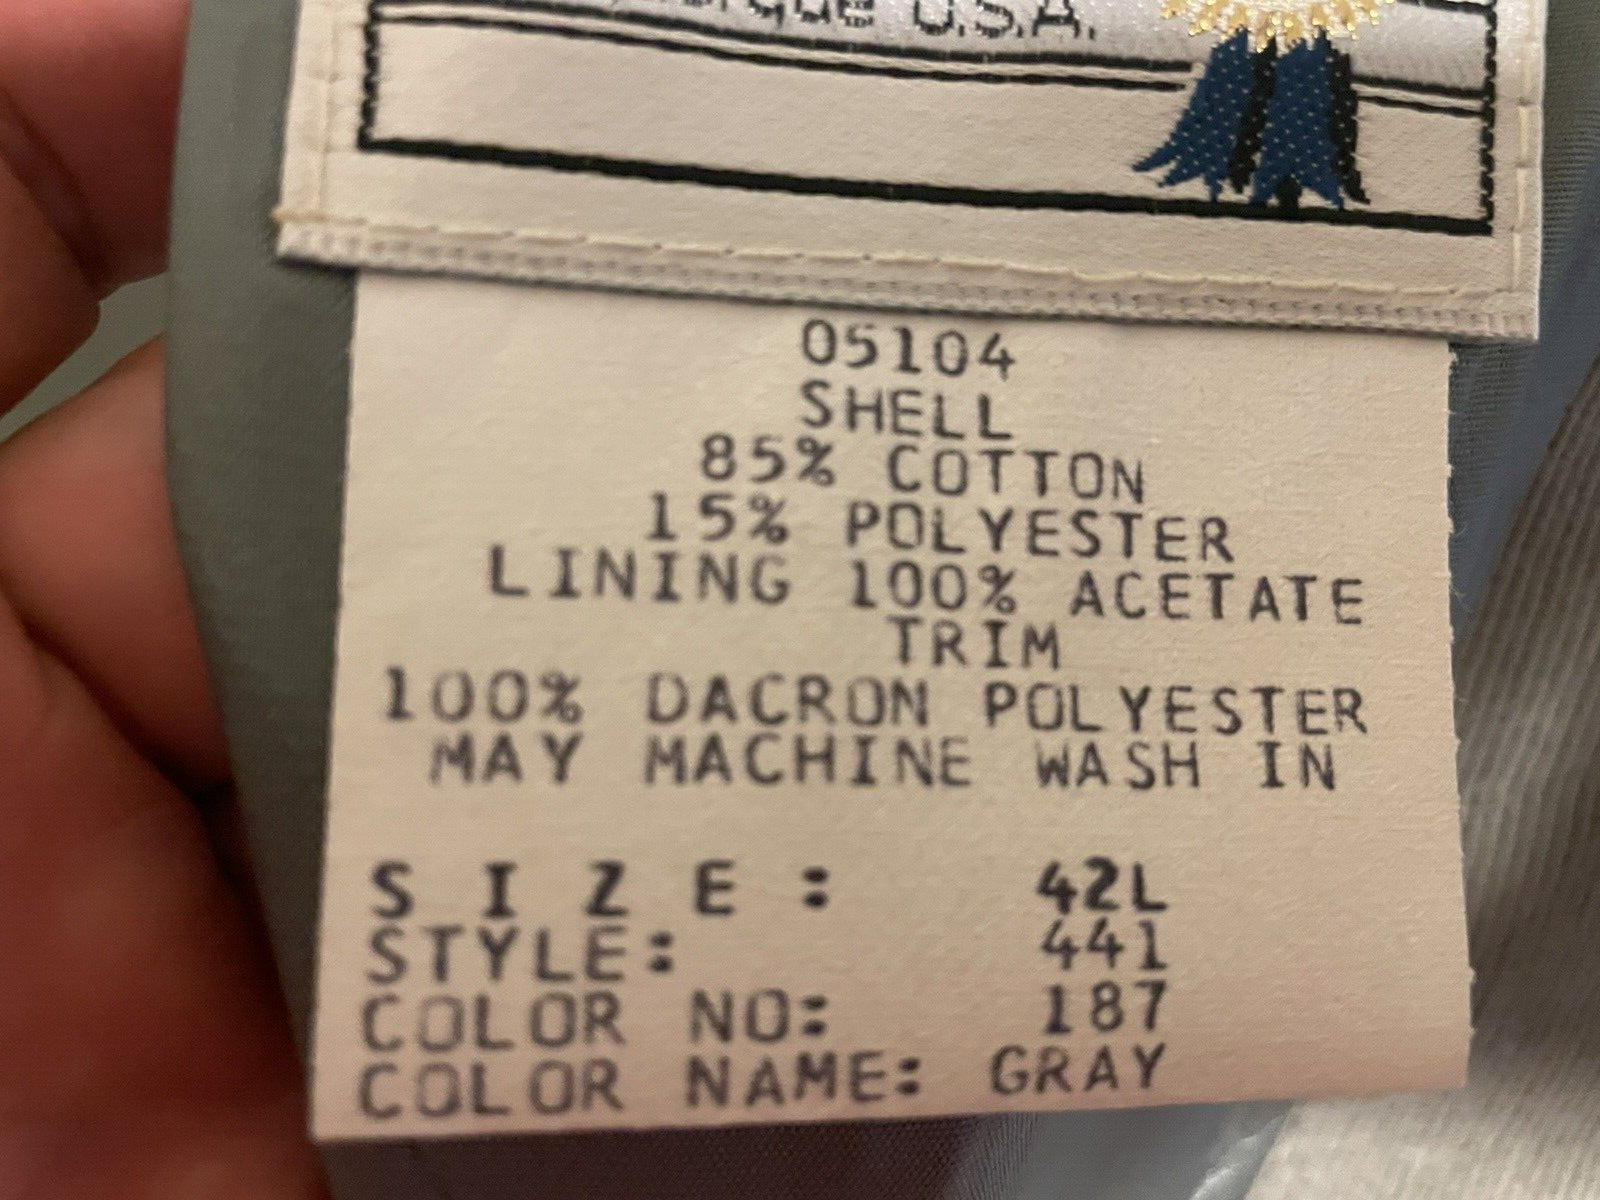 U.S.A.
05104
SHELL
85% COTTON
15% POLYESTER
LINING 100% ACETATE
TRIM
100% DACRON POLYESTER
MAY MACHINE WASH IN
SIZE: 42L
STYLE: 441
COLOR NO: 187
COLOR NAME: GRAY